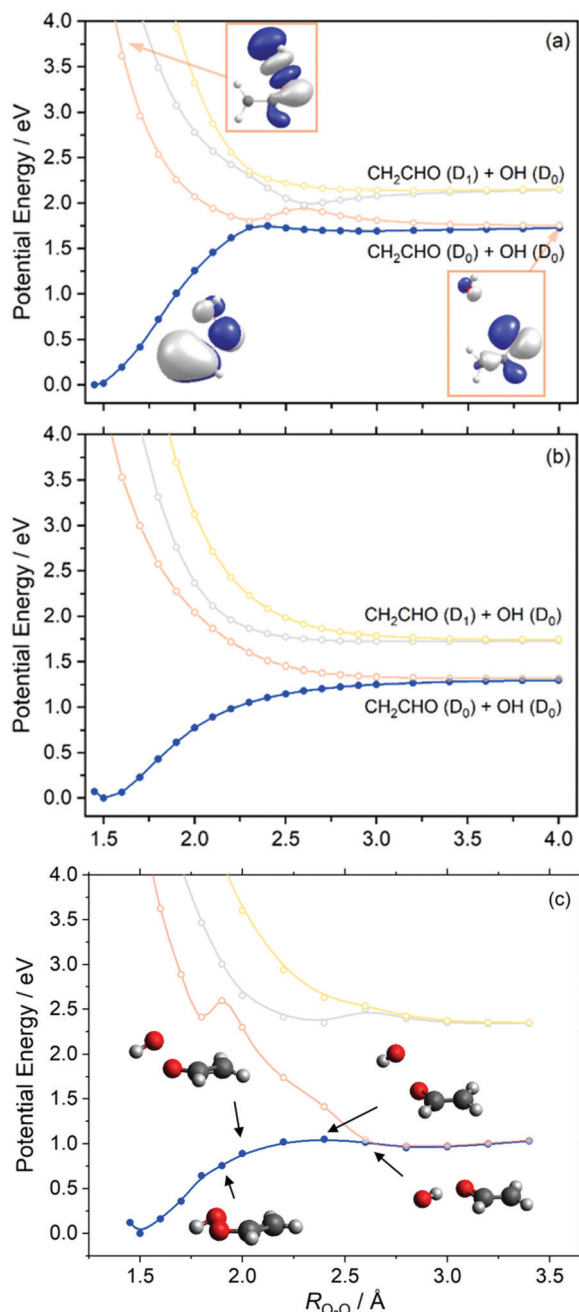 (a)
4.0
3.5
3.0
2.5
2.0
1.5
1.0
0.5
0.0
Potential Energy / eV
CH₂CHO (D₁) + OH (D₀)
CH₂CHO (D₀) + OH (D₀)
(b)
4.0
3.5
3.0
2.5
2.0
1.5
1.0
0.5
0.0
Potential Energy / eV
CH₂CHO (D₁) + OH (D₀)
CH₂CHO (D₀) + OH (D₀)
1.5 2.0 2.5 3.0 3.5 4.0
(c)
4.0
3.5
3.0
2.5
2.0
1.5
1.0
0.5
0.0
Potential Energy / eV
1.5 2.0 2.5 3.0 3.5
R_O-O / Å